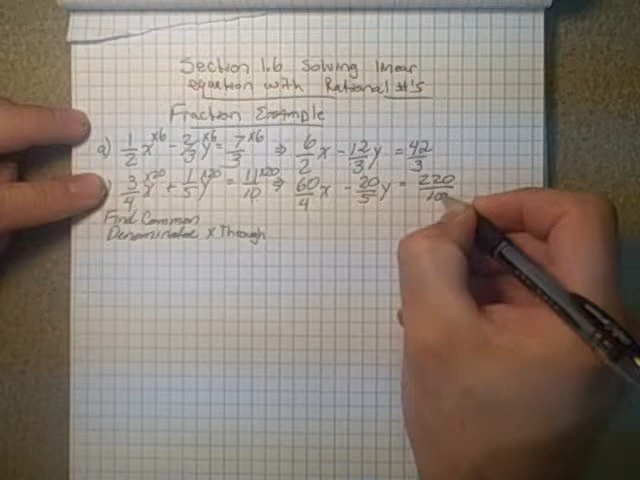 Section 1.6 Solving linear
equation with Rational #'s
Fraction Example
a) 1/2 x ×6 - 2/3 y ×6 = 7/3 ×6 ⇒ 6/2 x - 12/3 y = 42/3
) 3/4 x ×20 + 1/5 y ×20 = 11/10 ×20 ⇒ 60/4 x - 20/5 y = 220/10
Find Common
Denominator x Through